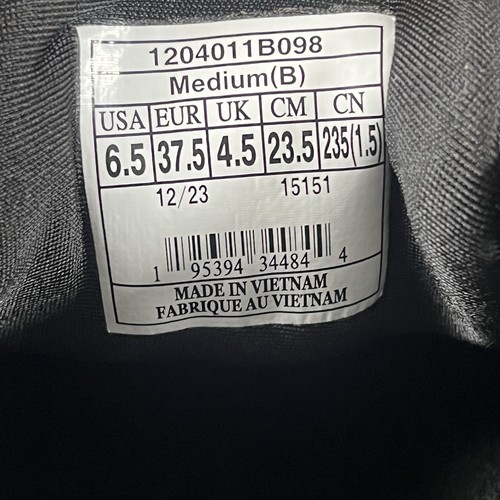 1204011B098
Medium(B)
USA EUR UK CM CN
6.5 37.5 4.5 23.5 235(1.5)
12/23 15151
1 95394 34484 4
MADE IN VIETNAM
FABRIQUE AU VIETNAM